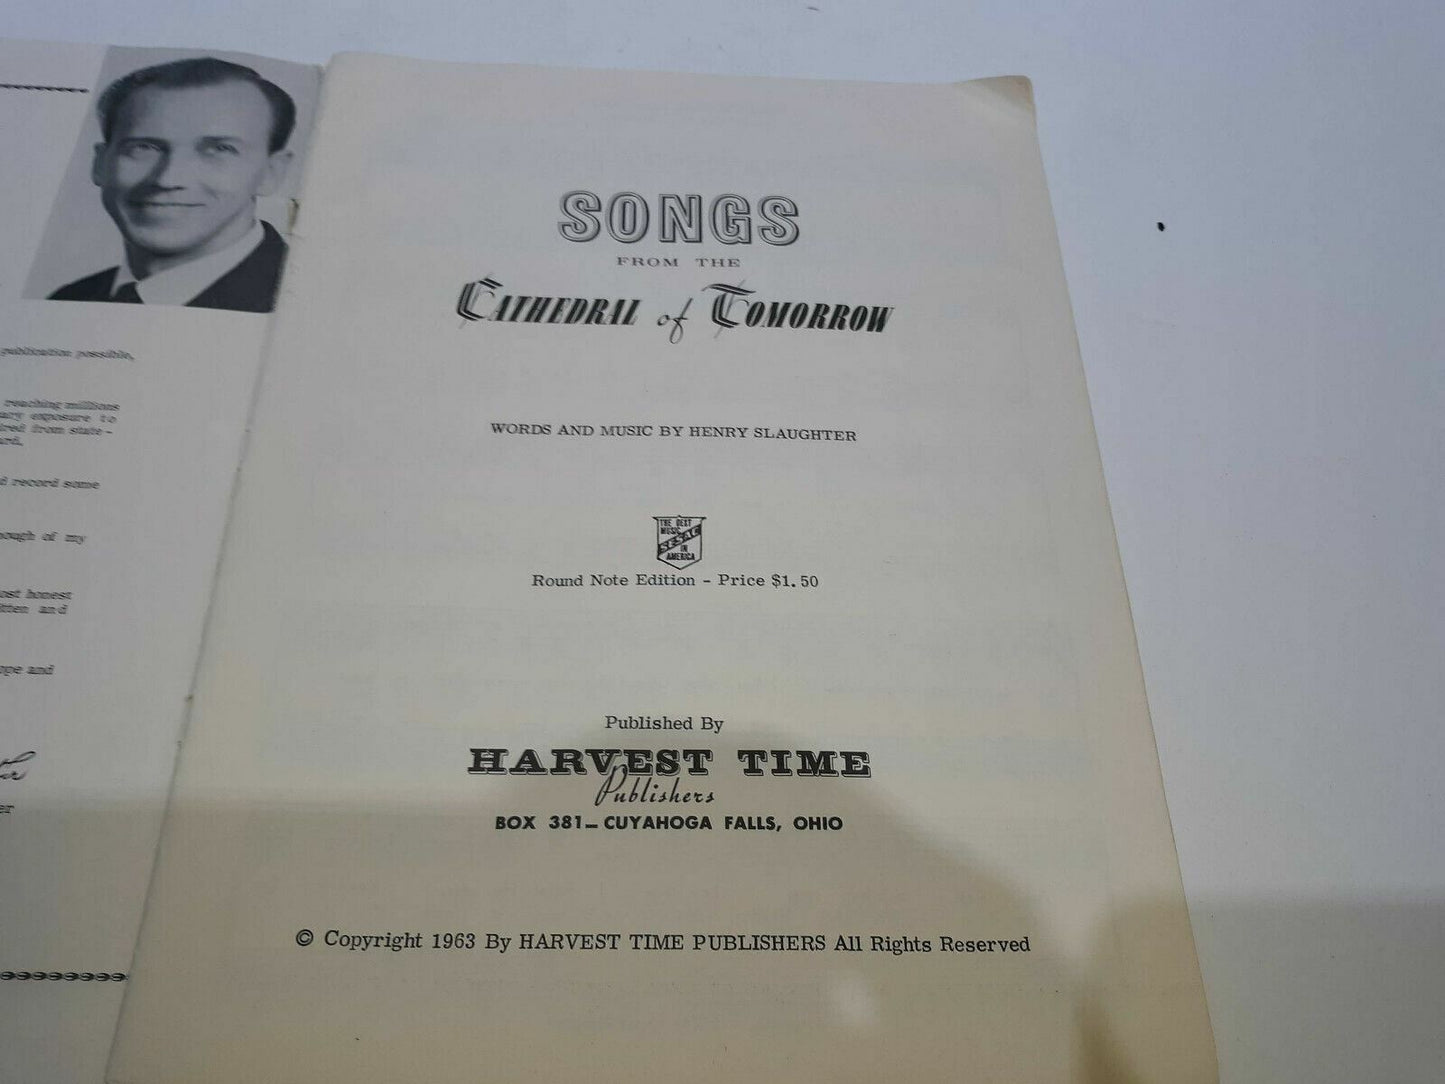 publication possible,
reaching millions
exposure to
from state-
record some
of my
honest
and
and
SONGS
FROM THE
CATHEDRAL of TOMORROW
WORDS AND MUSIC BY HENRY SLAUGHTER
THE BEST
MUSIC
SESAC
IN
AMERICA
Round Note Edition - Price $1.50
Published By
HARVEST TIME
Publishers
BOX 381-CUYAHOGA FALLS, OHIO
© Copyright 1963 By HARVEST TIME PUBLISHERS All Rights Reserved